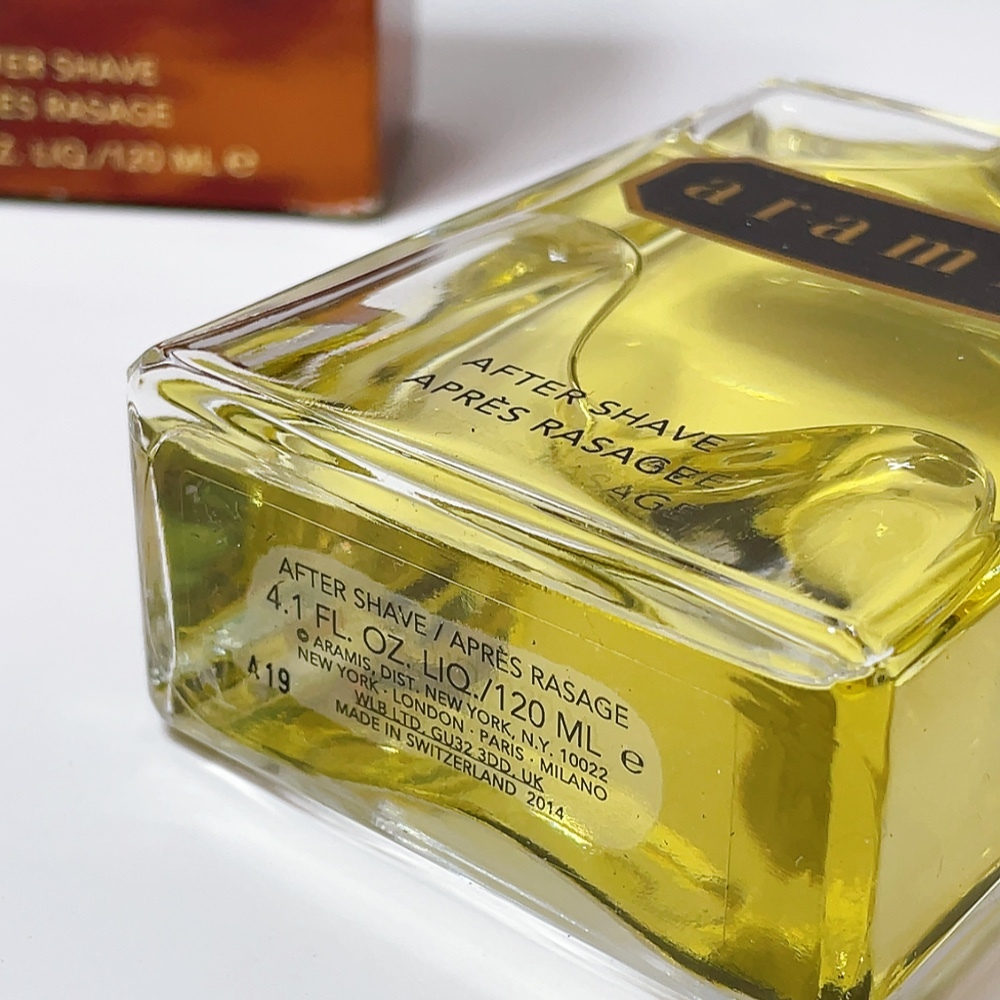 TER SHAVE
ES RASAGE
Z. LIQ./120 ML ℮
aram
AFTER SHAVE
APRÈS RASAGE
AFTER SHAVE / APRÈS RASAGE
4.1 FL. OZ. LIQ./120 ML ℮
© ARAMIS, DIST. NEW YORK, N.Y. 10022
NEW YORK · LONDON · PARIS · MILANO
WLB LTD, GU32 3DD, UK
MADE IN SWITZERLAND 2014
A19